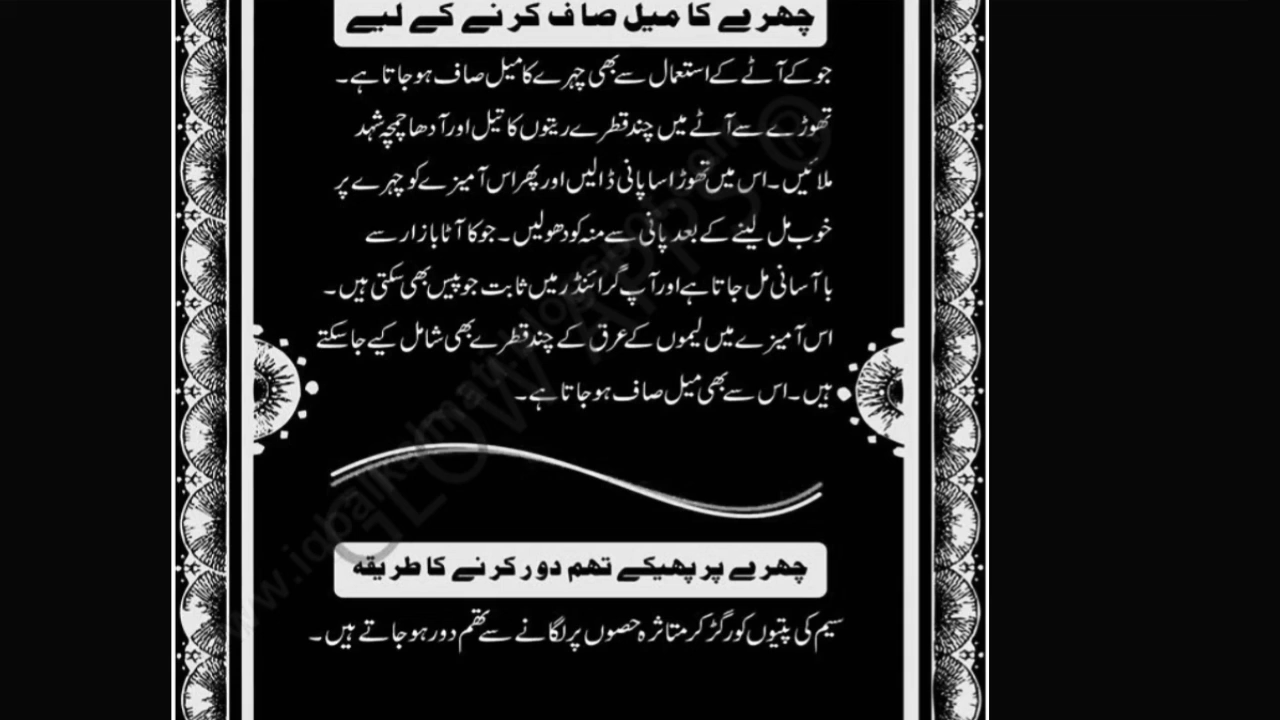 چہرے کا میل صاف کرنے کے لیے
جو کے آٹے کے استعمال سے بھی چہرے کا میل صاف ہو جاتا ہے۔
تھوڑے سے آٹے میں چند قطرے ریتوں کا تیل اور آدھا چمچہ شہد
ملائیں۔ اس میں تھوڑا سا پانی ڈالیں اور پھر اس آمیزے کو چہرے پر
خوب مل لینے کے بعد پانی سے منہ کو دھولیں۔ جو کا آٹا بازار سے
با آسانی مل جاتا ہے اور آپ گرائنڈر میں ثابت جو پیس بھی سکتی ہیں۔
اس آمیزے میں لیموں کے عرق کے چند قطرے بھی شامل کیے جا سکتے
ہیں۔ اس سے بھی میل صاف ہو جاتا ہے۔
چہرے پر پھیکے تھم دور کرنے کا طریقہ
سیم کی پتیوں کو رگڑ کر متاثرہ حصوں پر لگانے سے تھم دور ہو جاتے ہیں۔